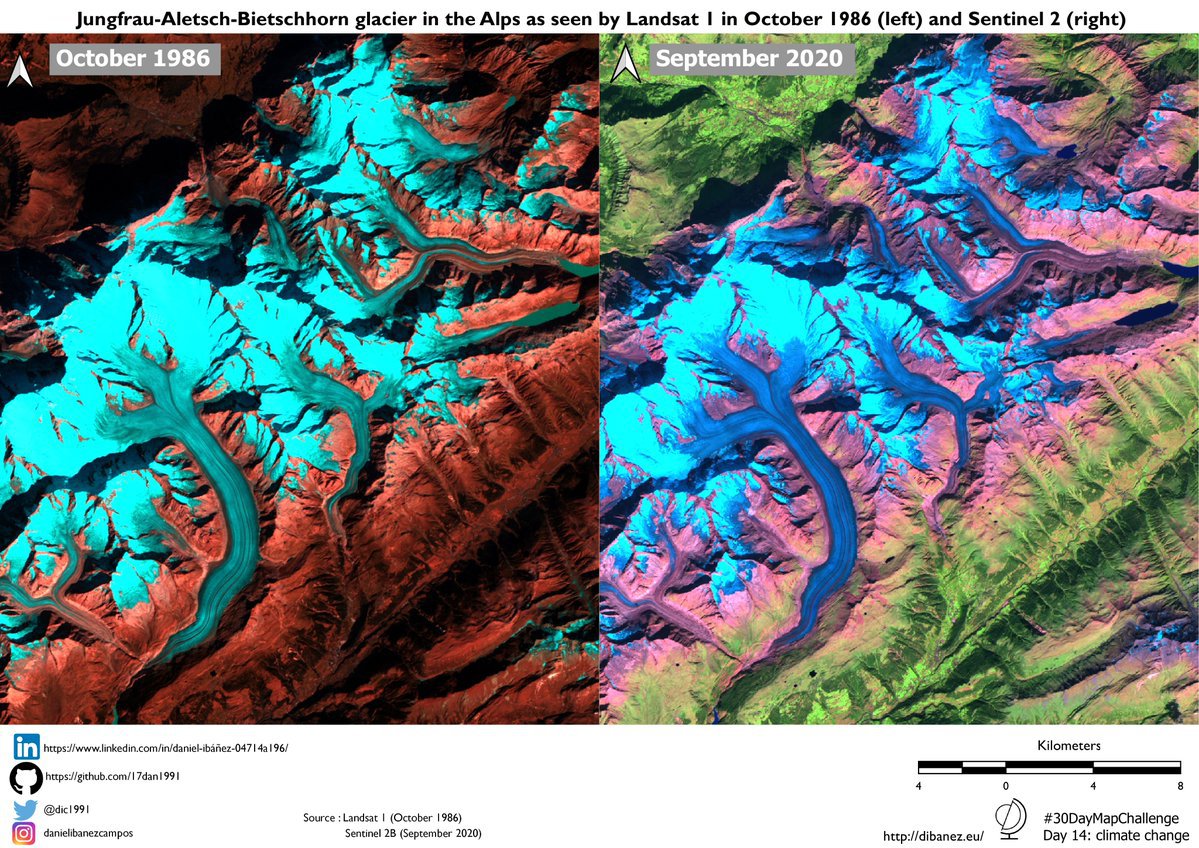 Jungfrau-Aletsch-Bietschhorn glacier in the Alps as seen by Landsat 1 in October 1986 (left) and Sentinel 2 (right)
October 1986
September 2020
https://www.linkedin.com/in/daniel-ibáñez-04714a196/
https://github.com/17dan1991
@dic1991
danielibanezcampos
Source : Landsat 1 (October 1986)
Sentinel 2B (September 2020)
Kilometers
4 0 4 8
http://dibanez.eu/
#30DayMapChallenge
Day 14: climate change